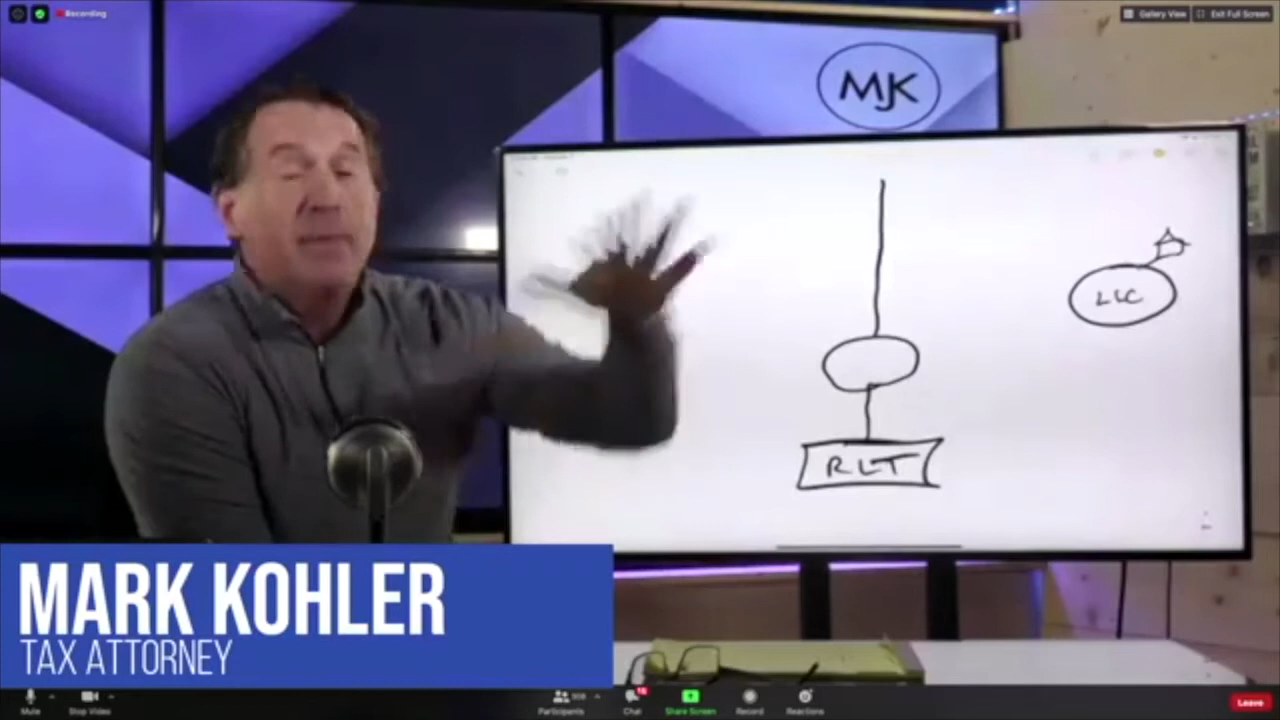 Recording
Gallery View
Exit Full Screen
MJK
LLC
RLT
MARK KOHLER
TAX ATTORNEY
Mute
Stop Video
Participants
Chat
Share Screen
Record
Reactions
Leave